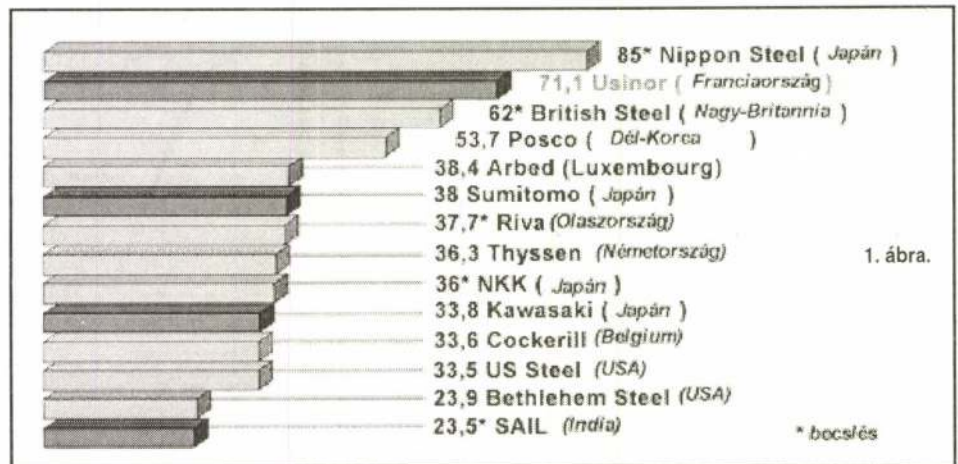 85* Nippon Steel ( Japán )
71,1 Usinor ( Franciaország )
62* British Steel ( Nagy-Britannia )
53,7 Posco ( Dél-Korea )
38,4 Arbed (Luxembourg)
38 Sumitomo ( Japán )
37,7* Riva (Olaszország)
36,3 Thyssen (Németország)
1. ábra.
36* NKK ( Japán )
33,8 Kawasaki ( Japán )
33,6 Cockerill (Belgium)
33,5 US Steel (USA)
23,9 Bethlehem Steel (USA)
23,5* SAIL (India)
* becslés